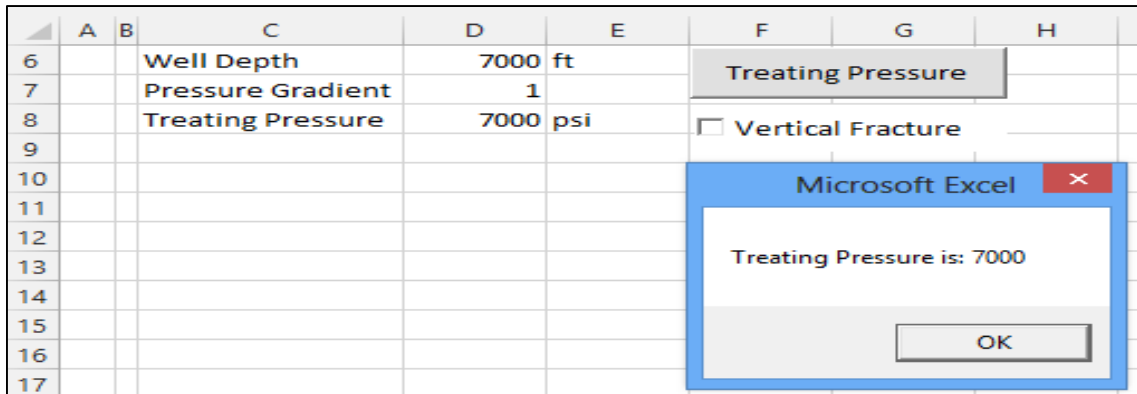 A B C D E F G H
6 Well Depth 7000 ft
7 Pressure Gradient 1
8 Treating Pressure 7000 psi
9
10
11
12
13
14
15
16
17
Treating Pressure
Vertical Fracture
Microsoft Excel
Treating Pressure is: 7000
OK